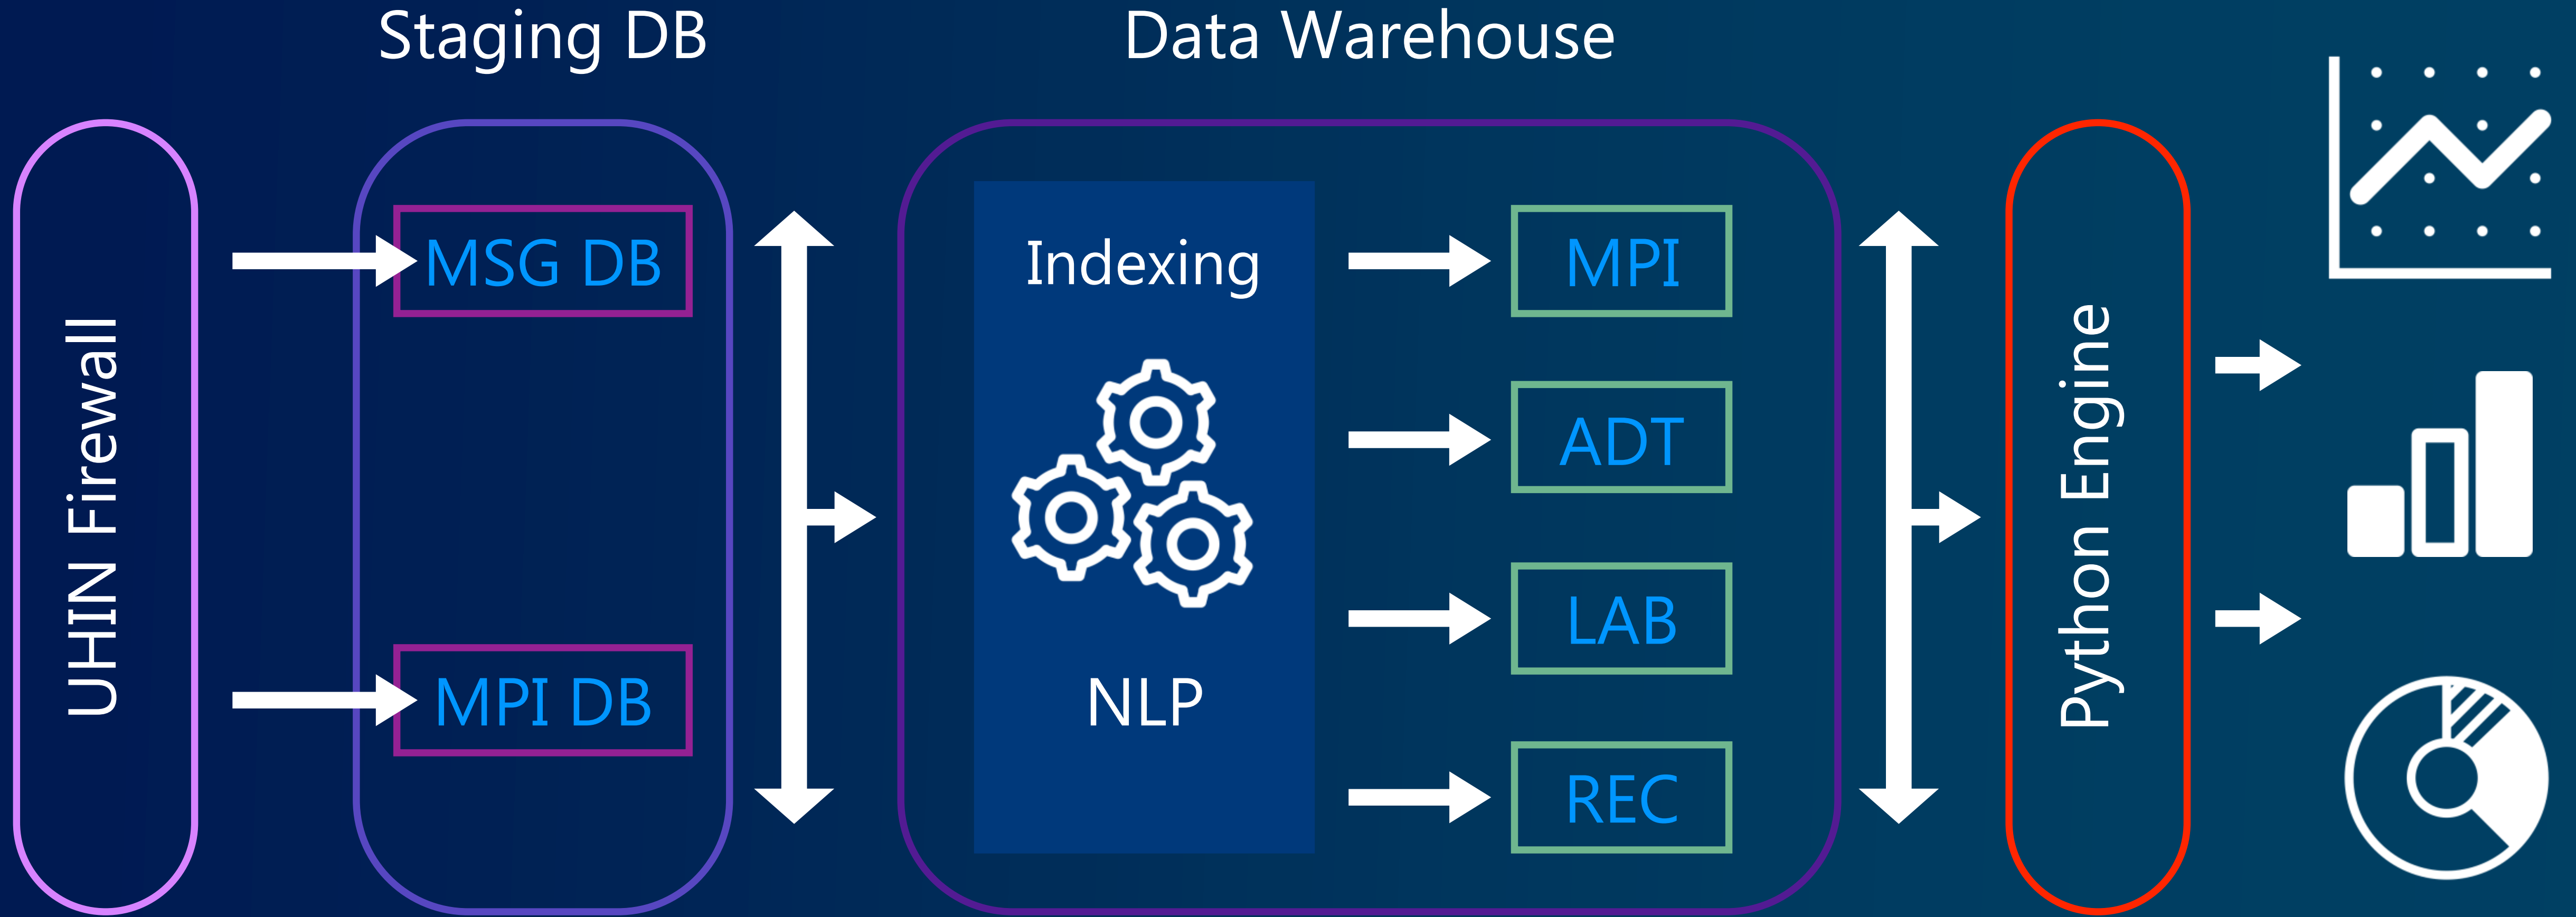 Staging DB
Data Warehouse
UHIN Firewall
MSG DB
MPI DB
Indexing
NLP
MPI
ADT
LAB
REC
Python Engine